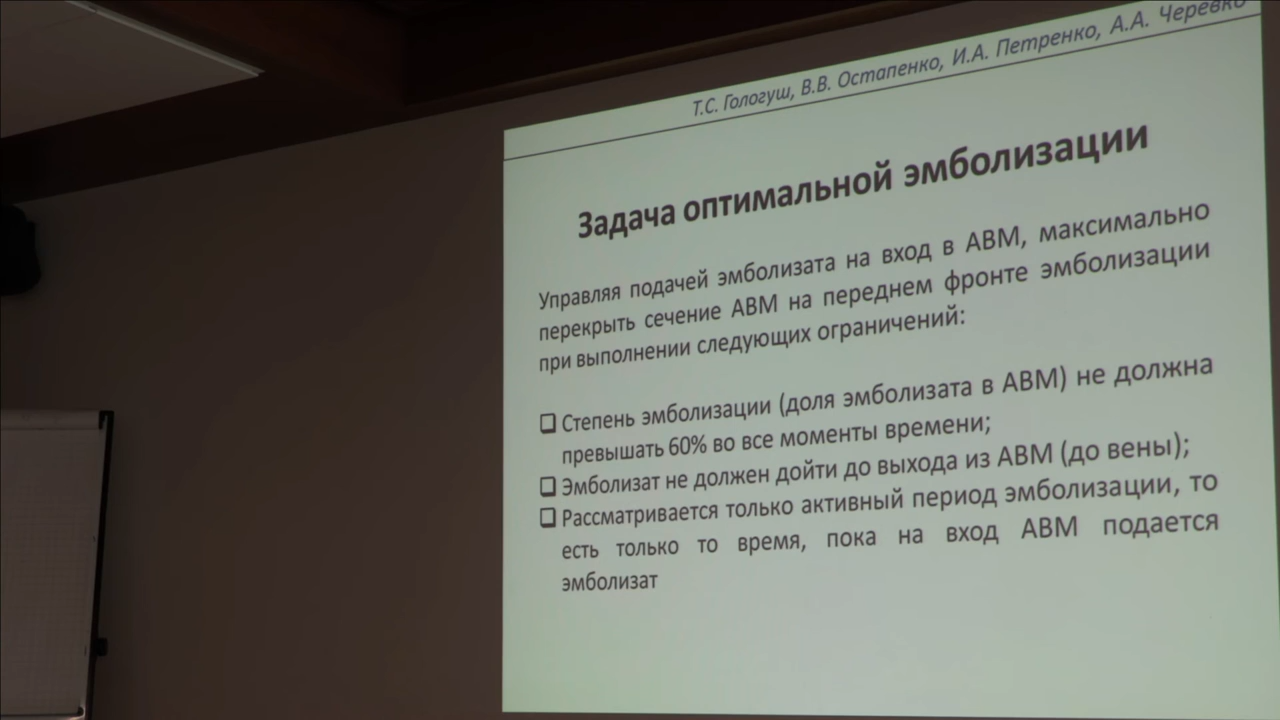 Т.С. Гологуш, В.В. Остапенко, И.А. Петренко, А.А. Черевко
Задача оптимальной эмболизации
Управляя подачей эмболизата на вход в АВМ, максимально
перекрыть сечение АВМ на переднем фронте эмболизации
при выполнении следующих ограничений:
❑ Степень эмболизации (доля эмболизата в АВМ) не должна
превышать 60% во все моменты времени;
❑ Эмболизат не должен дойти до выхода из АВМ (до вены);
❑ Рассматривается только активный период эмболизации, то
есть только то время, пока на вход АВМ подается
эмболизат